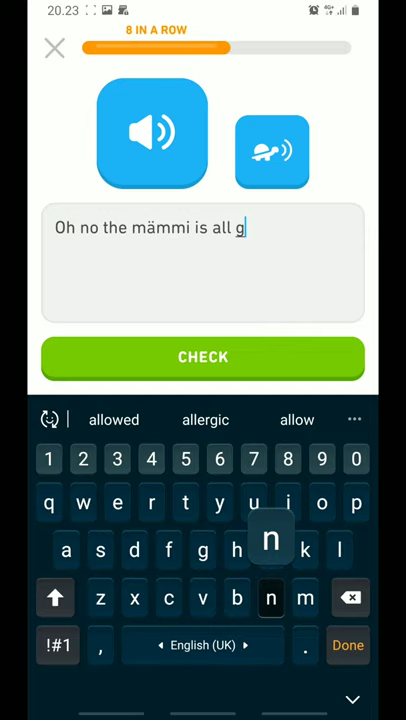 20.23
4G+
8 IN A ROW
Oh no the mämmi is all g
CHECK
allowed allergic allow
1 2 3 4 5 6 7 8 9 0
q w e r t y u i o p
a s d f g h n k l
z x c v b n m
!#1 , English (UK) . Done